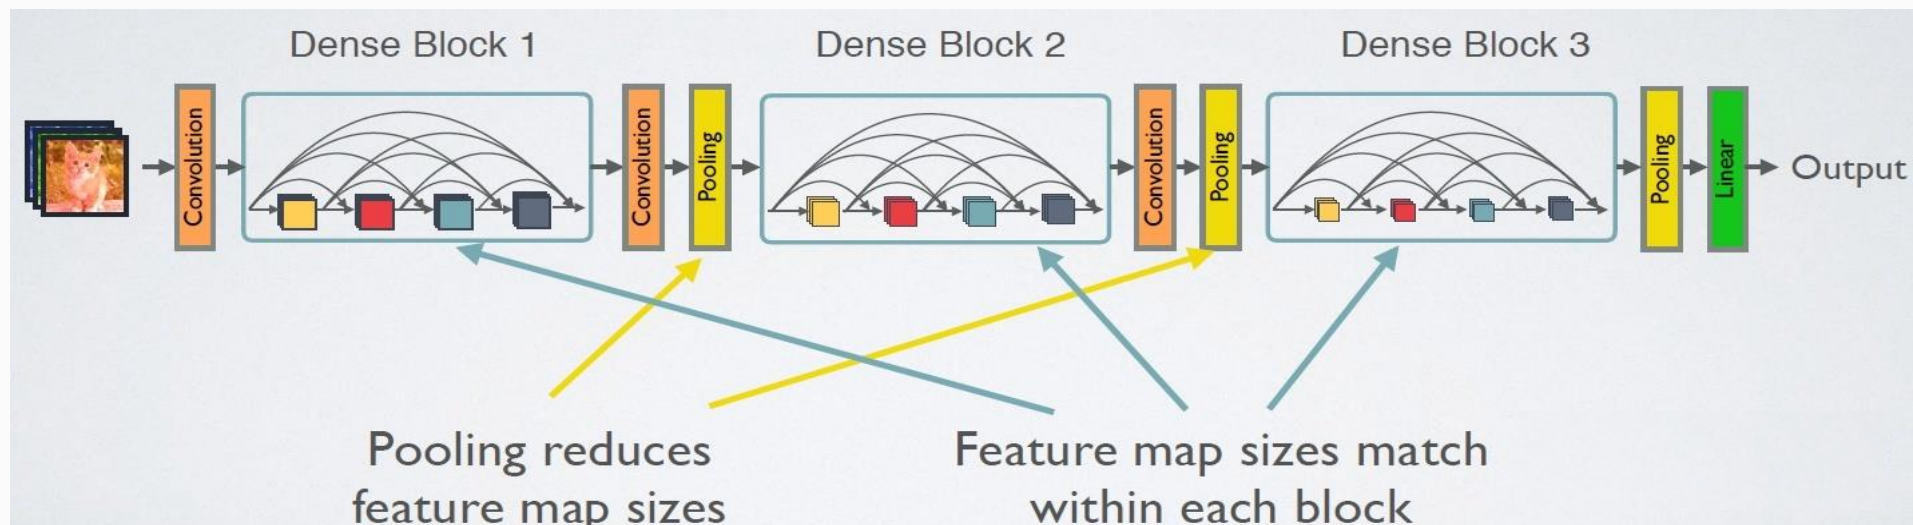 Dense Block 1
Dense Block 2
Dense Block 3
Convolution
Convolution
Pooling
Convolution
Pooling
Pooling
Linear
Output
Pooling reduces
feature map sizes
Feature map sizes match
within each block